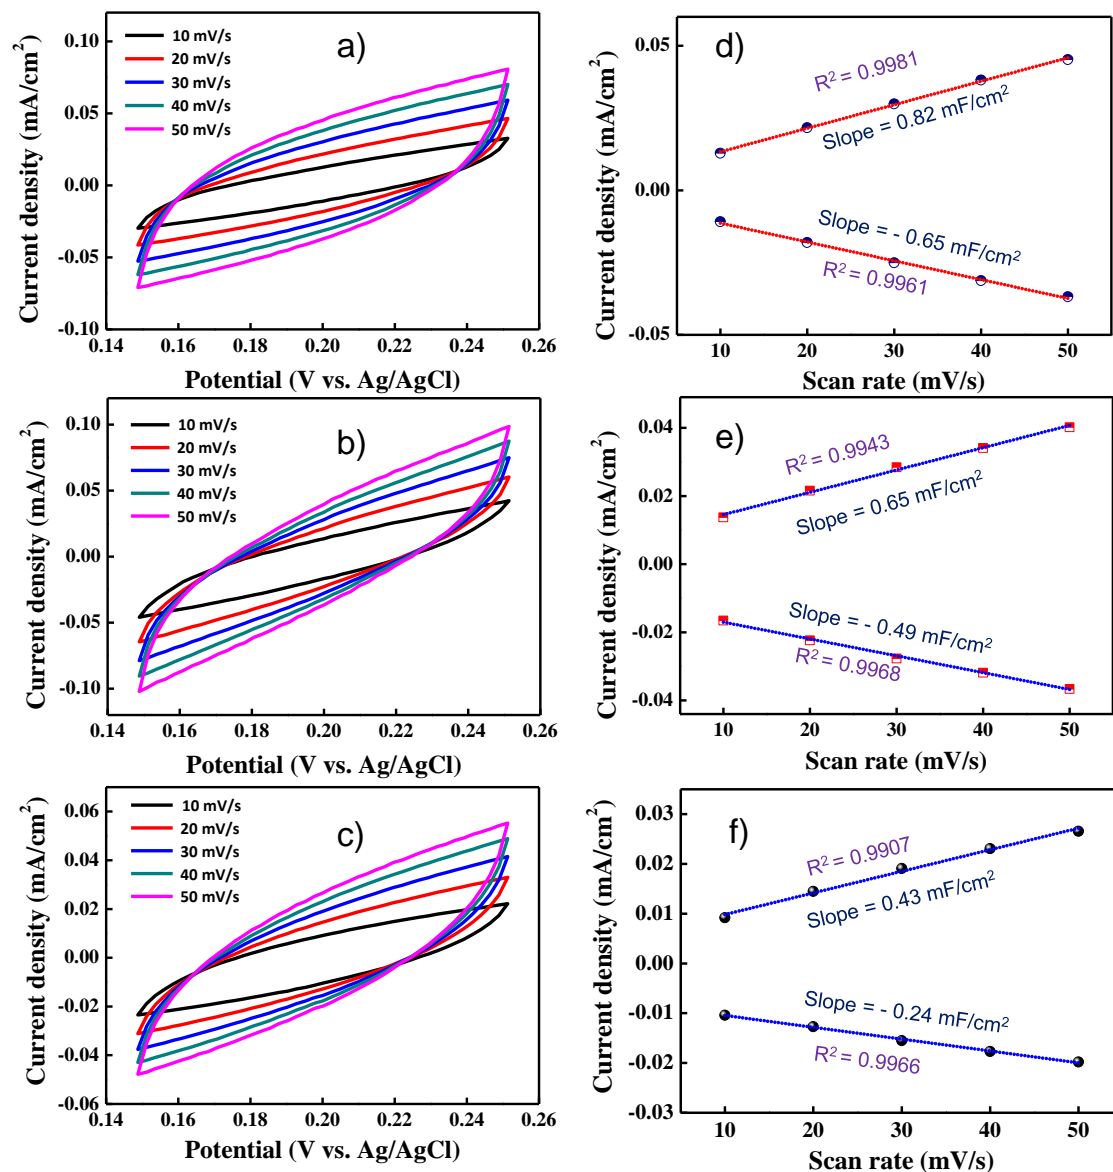 a)
10 mV/s
20 mV/s
30 mV/s
40 mV/s
50 mV/s
0.10
0.05
0.00
-0.05
-0.10
0.14 0.16 0.18 0.20 0.22 0.24 0.26
Current density (mA/cm²)
Potential (V vs. Ag/AgCl)
d)
R² = 0.9981
Slope = 0.82 mF/cm²
Slope = - 0.65 mF/cm²
R² = 0.9961
0.05
0.00
-0.05
10 20 30 40 50
Current density (mA/cm²)
Scan rate (mV/s)
b)
10 mV/s
20 mV/s
30 mV/s
40 mV/s
50 mV/s
0.10
0.05
0.00
-0.05
-0.10
0.14 0.16 0.18 0.20 0.22 0.24 0.26
Current density (mA/cm²)
Potential (V vs. Ag/AgCl)
e)
R² = 0.9943
Slope = 0.65 mF/cm²
Slope = - 0.49 mF/cm²
R² = 0.9968
0.04
0.02
0.00
-0.02
-0.04
10 20 30 40 50
Current density (mA/cm²)
Scan rate (mV/s)
c)
10 mV/s
20 mV/s
30 mV/s
40 mV/s
50 mV/s
0.06
0.04
0.02
0.00
-0.02
-0.04
-0.06
0.14 0.16 0.18 0.20 0.22 0.24 0.26
Current density (mA/cm²)
Potential (V vs. Ag/AgCl)
f)
R² = 0.9907
Slope = 0.43 mF/cm²
Slope = - 0.24 mF/cm²
R² = 0.9966
0.03
0.02
0.01
0.00
-0.01
-0.02
-0.03
10 20 30 40 50
Current density (mA/cm²)
Scan rate (mV/s)